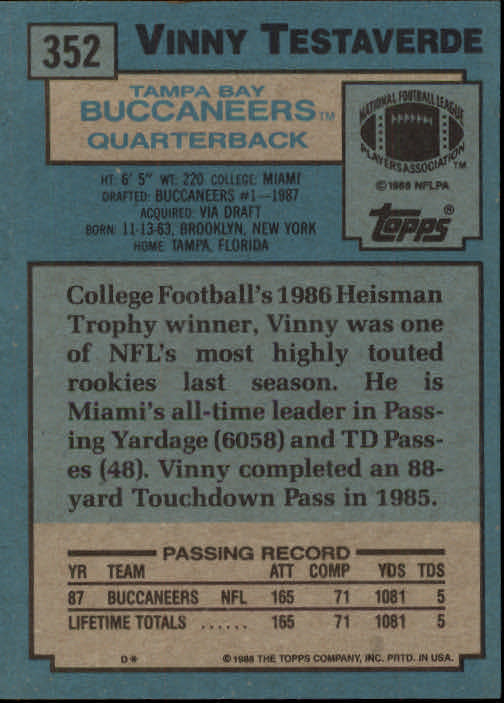 352
VINNY TESTAVERDE
TAMPA BAY
BUCCANEERS™
QUARTERBACK
NATIONAL FOOTBALL LEAGUE
PLAYERS ASSOCIATION™
©1988 NFLPA
topps®
HT: 6' 5" WT: 220 COLLEGE: MIAMI
DRAFTED: BUCCANEERS #1—1987
ACQUIRED: VIA DRAFT
BORN: 11-13-63, BROOKLYN, NEW YORK
HOME: TAMPA, FLORIDA
College Football's 1986 Heisman
Trophy winner, Vinny was one
of NFL's most highly touted
rookies last season. He is
Miami's all-time leader in Pass-
ing Yardage (6058) and TD Pass-
es (48). Vinny completed an 88-
yard Touchdown Pass in 1985.
PASSING RECORD
YR TEAM ATT COMP YDS TDS
87 BUCCANEERS NFL 165 71 1081 5
LIFETIME TOTALS ...... 165 71 1081 5
D* ©1988 THE TOPPS COMPANY, INC. PRTD. IN USA.